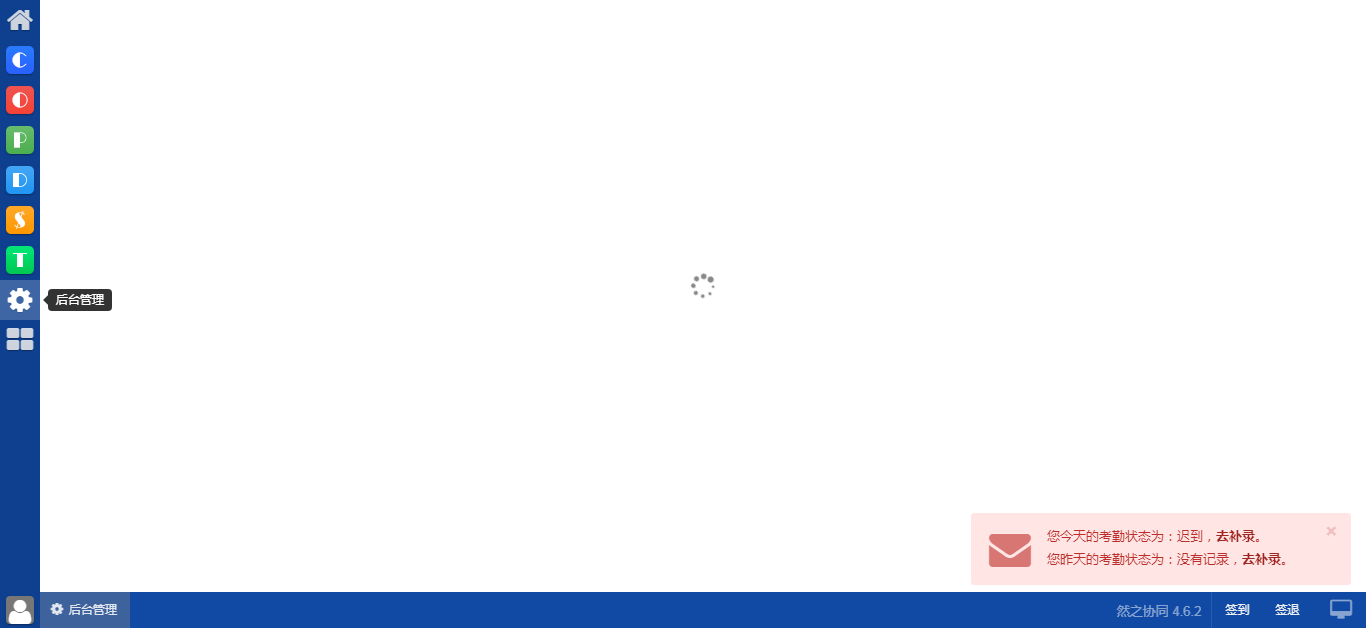 后台管理
您今天的考勤状态为：迟到，去补录。
您昨天的考勤状态为：没有记录，去补录。
后台管理
然之协同 4.6.2
签到
签退